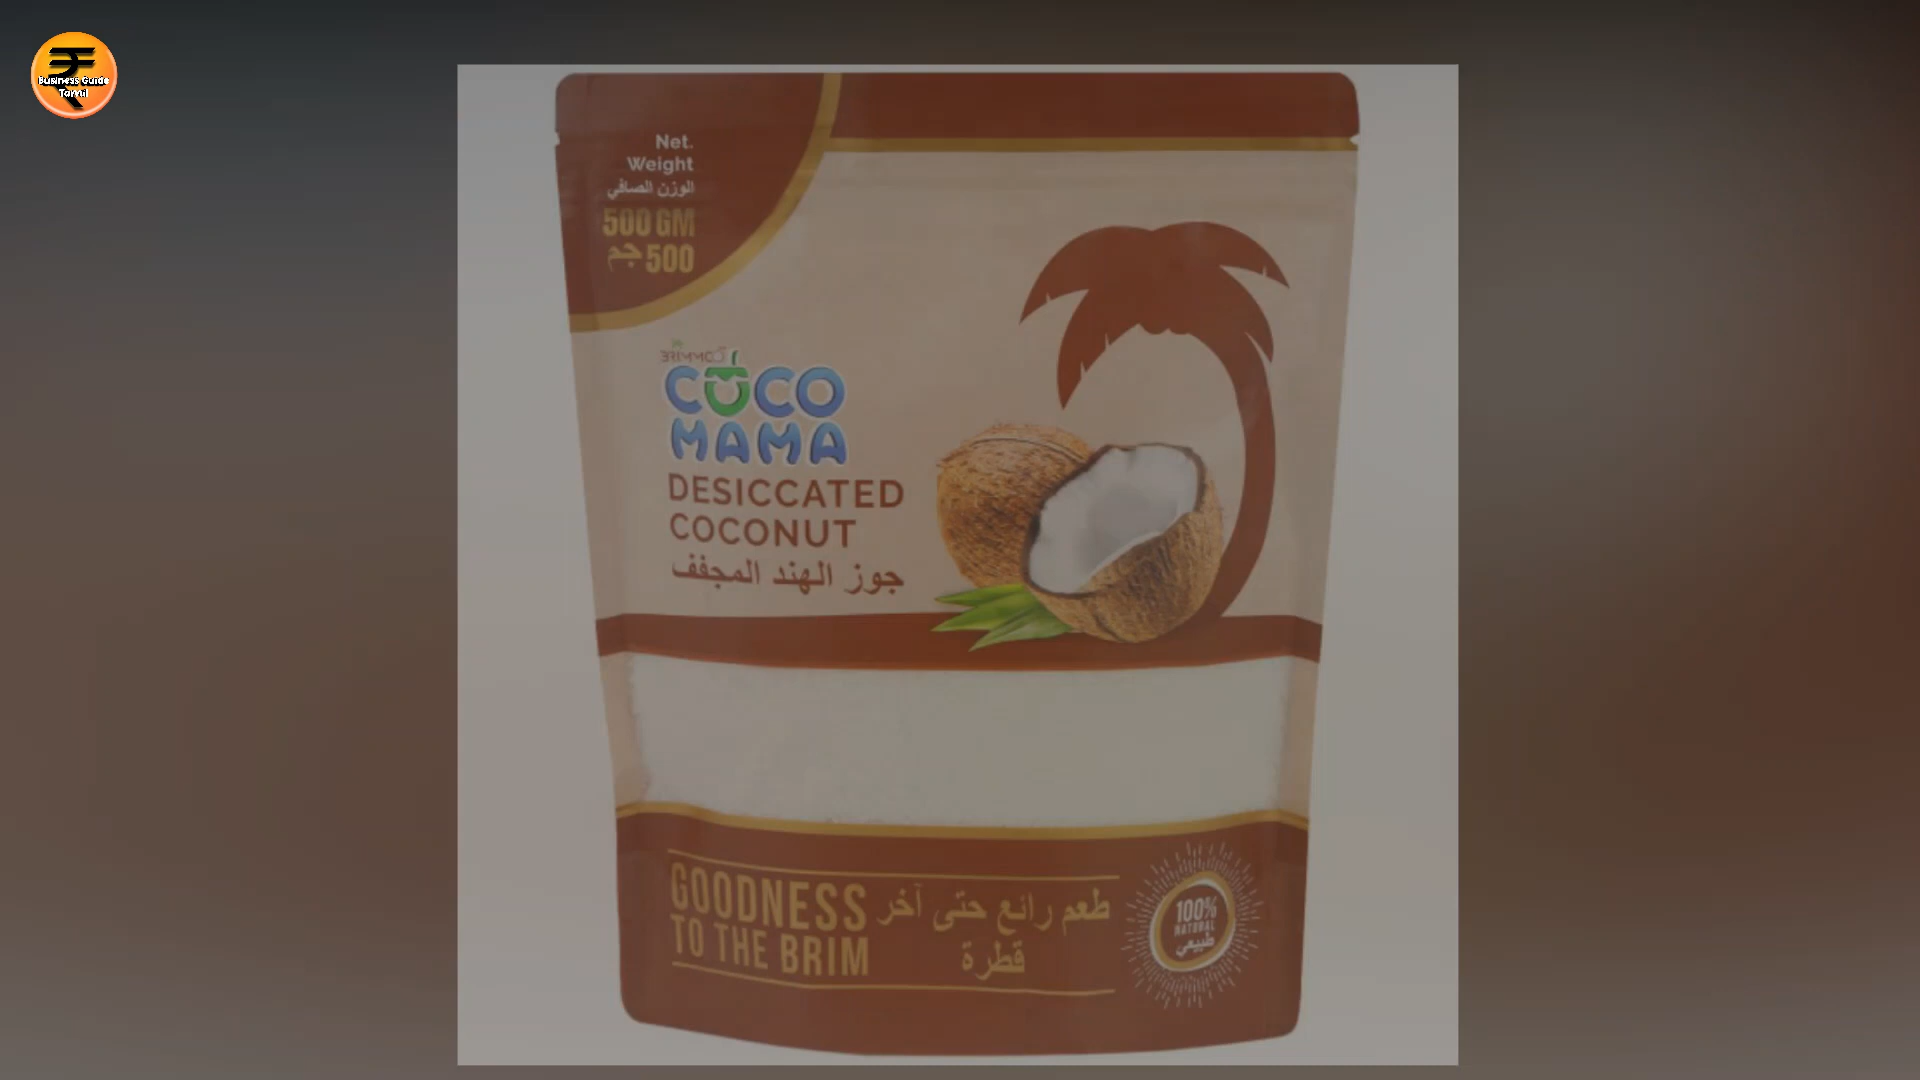 Business Guide
Tamil
Net.
Weight
الوزن الصافي
500 GM
500 جم
COCO
MAMA
DESICCATED
COCONUT
جوز الهند المجفف
GOODNESS
TO THE BRIM
طعم رائع حتى آخر
قطرة
100%
NATURAL
طبيعي